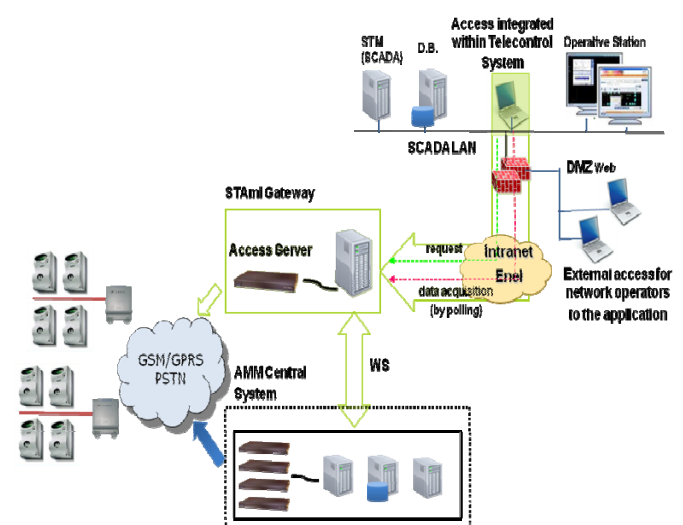 Access integrated
within Telecontrol
System
STM
(SCADA)
D.B.
Operative Station
SCADA LAN
DMZ Web
STAmI Gateway
Access Server
request
Intranet
Enel
data acquisition
(by polling)
External access for
network operators
to the application
GSM/GPRS
PSTN
WS
AMM Central
System